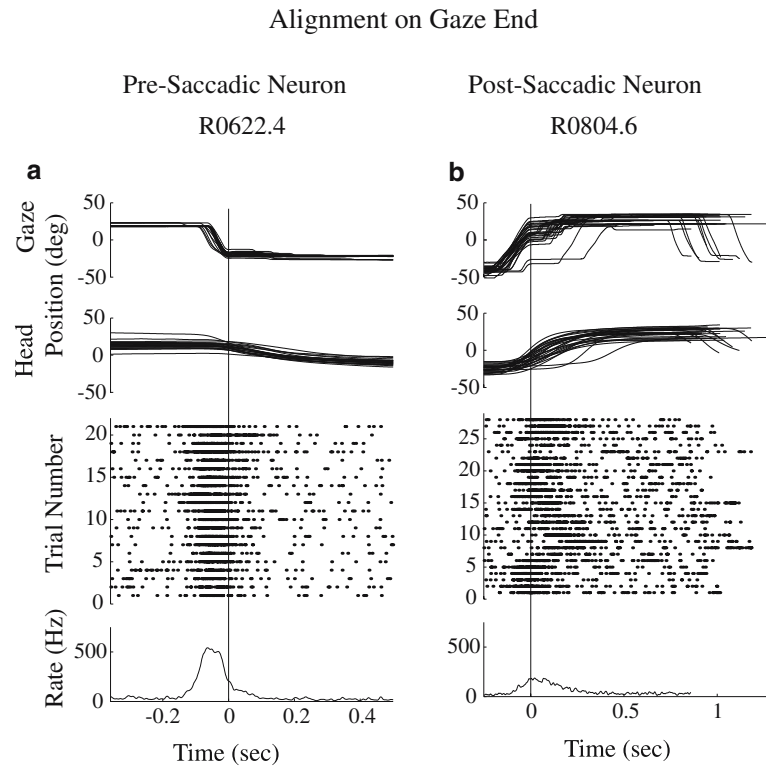 Alignment on Gaze End
Pre-Saccadic Neuron
R0622.4
Post-Saccadic Neuron
R0804.6
a
b
Gaze
Head
Position (deg)
50
0
-50
50
0
-50
50
0
-50
50
0
-50
Trial Number
20
15
10
5
0
25
20
15
10
5
0
Rate (Hz)
500
0
500
0
-0.2 0 0.2 0.4
0 0.5 1
Time (sec)
Time (sec)